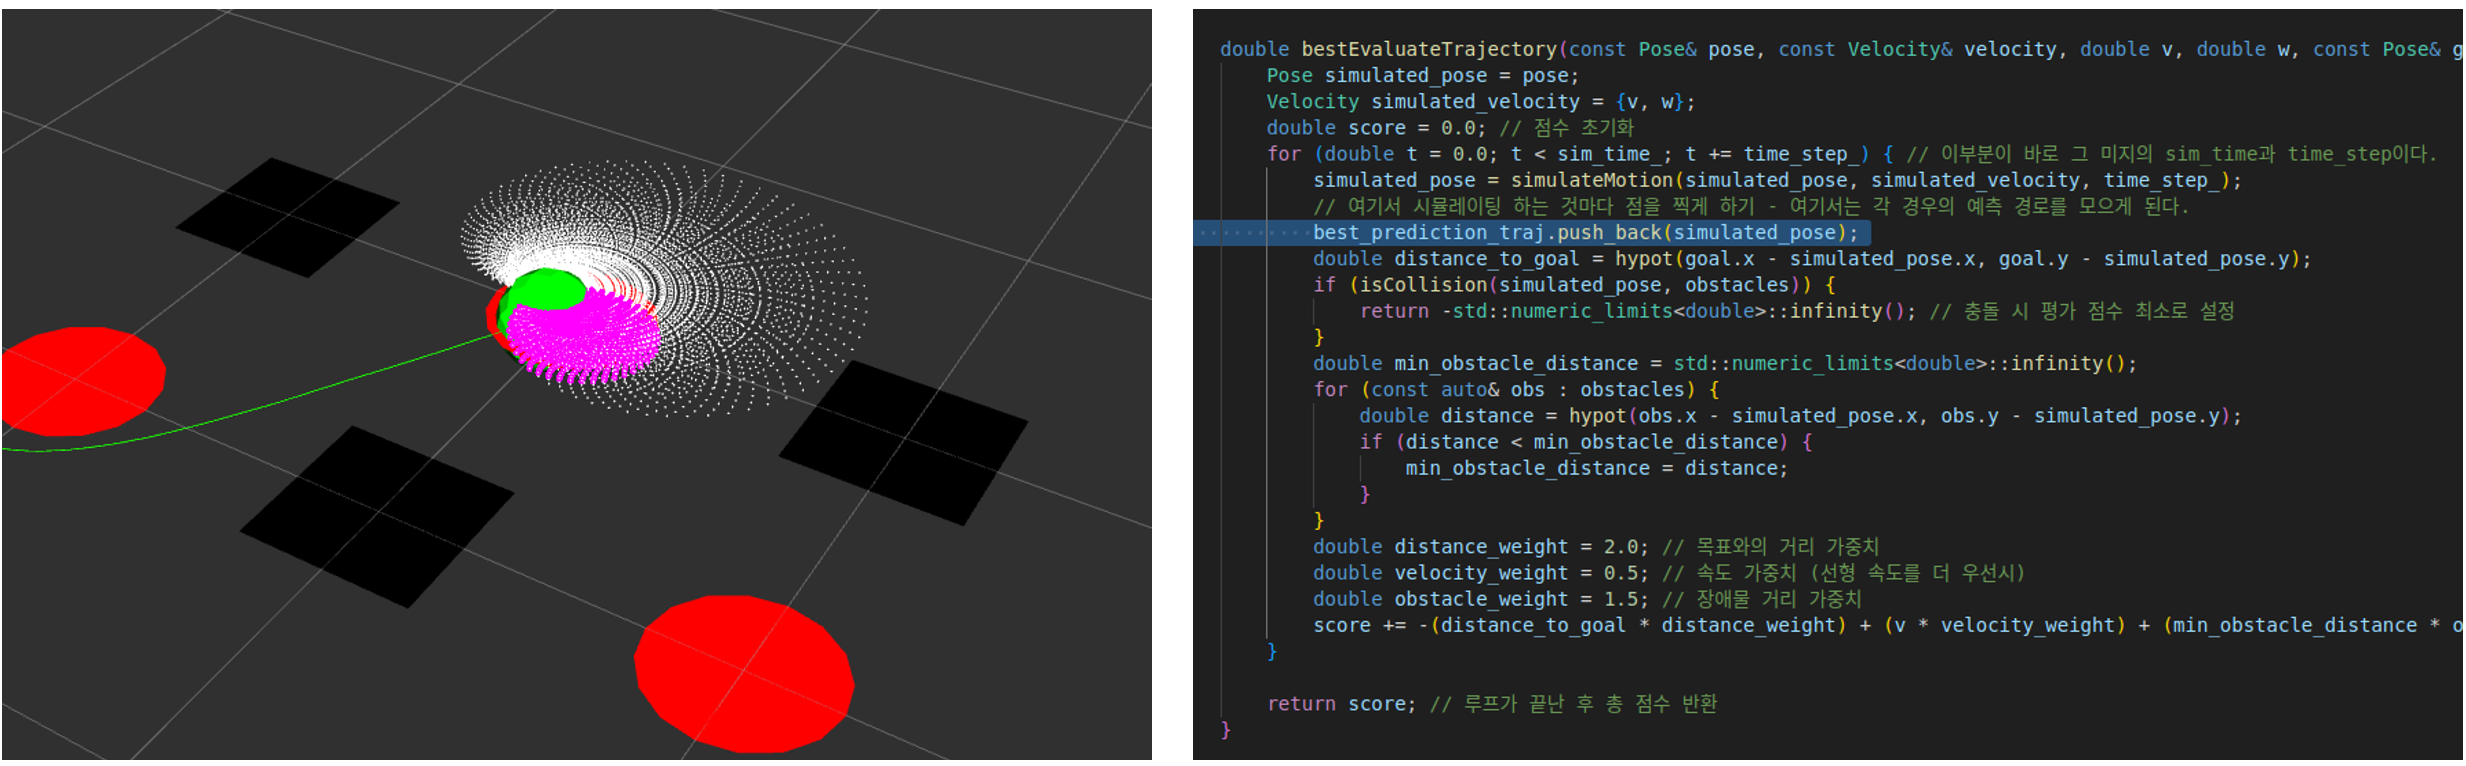 double bestEvaluateTrajectory(const Pose& pose, const Velocity& velocity, double v, double w, const Pose& g
Pose simulated_pose = pose;
Velocity simulated_velocity = {v, w};
double score = 0.0; // 점수 초기화
for (double t = 0.0; t < sim_time_; t += time_step_) { // 이부분이 바로 그 미지의 sim_time과 time_step이다.
simulated_pose = simulateMotion(simulated_pose, simulated_velocity, time_step_);
// 여기서 시뮬레이팅 하는 것마다 점을 찍게 하기 - 여기서는 각 경우의 예측 경로를 모으게 된다.
best_prediction_traj.push_back(simulated_pose);
double distance_to_goal = hypot(goal.x - simulated_pose.x, goal.y - simulated_pose.y);
if (isCollision(simulated_pose, obstacles)) {
return -std::numeric_limits<double>::infinity(); // 충돌 시 평가 점수 최소로 설정
}
double min_obstacle_distance = std::numeric_limits<double>::infinity();
for (const auto& obs : obstacles) {
double distance = hypot(obs.x - simulated_pose.x, obs.y - simulated_pose.y);
if (distance < min_obstacle_distance) {
min_obstacle_distance = distance;
}
}
double distance_weight = 2.0; // 목표와의 거리 가중치
double velocity_weight = 0.5; // 속도 가중치 (선형 속도를 더 우선시)
double obstacle_weight = 1.5; // 장애물 거리 가중치
score += -(distance_to_goal * distance_weight) + (v * velocity_weight) + (min_obstacle_distance * o
}
return score; // 루프가 끝난 후 총 점수 반환
}